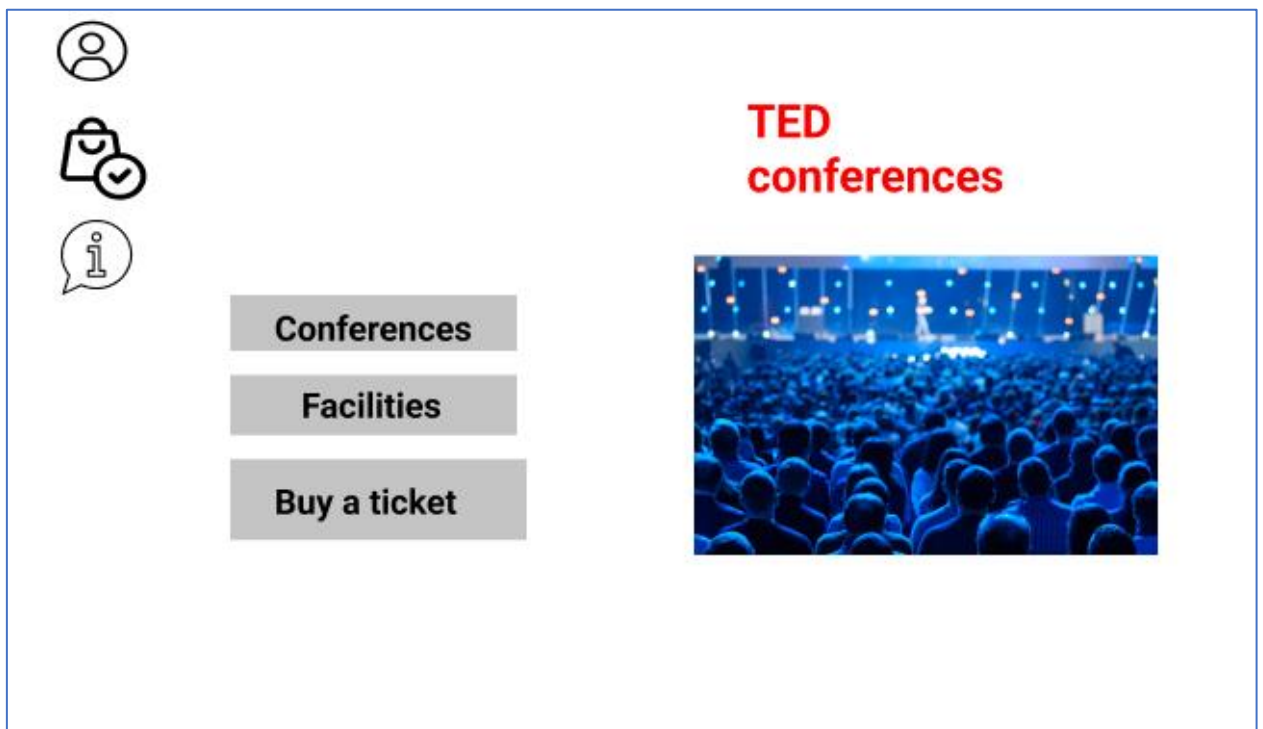 TED
conferences
Conferences
Facilities
Buy a ticket